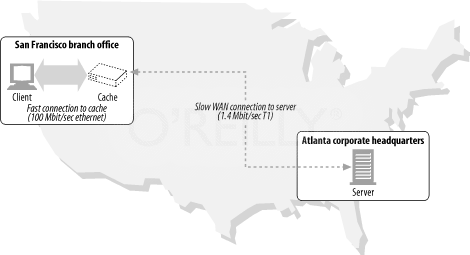 San Francisco branch office
Client
Cache
Fast connection to cache
(100 Mbit/sec ethernet)
Slow WAN connection to server
(1.4 Mbit/sec T1)
O'REILLY®
Atlanta corporate headquarters
Server